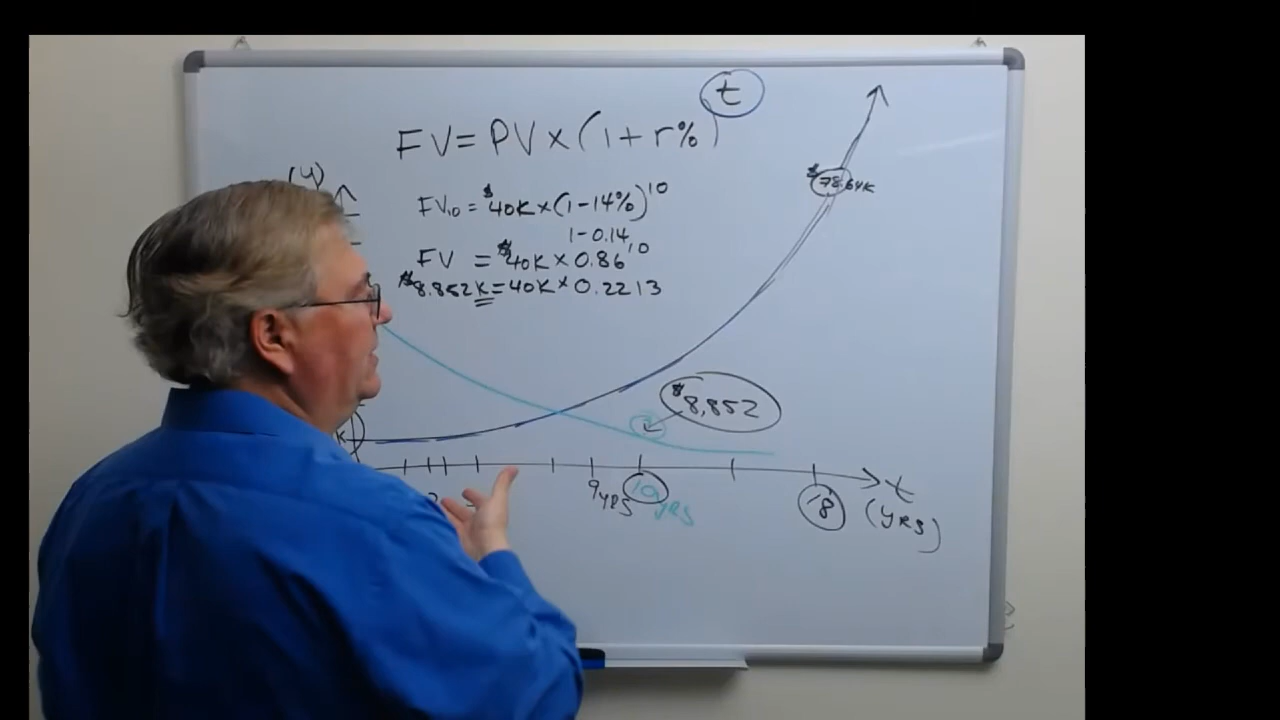 FV = PV × (1 + r%)^t
(4)
FV₁₀ = $40K × (1 - 14%)^10
1 - 0.14
FV = $40K × 0.86^10
$8.852K = 40K × 0.2213
$78.64K
$8,852
K)
9 YRS
10 YRS
18
t
(YRS)